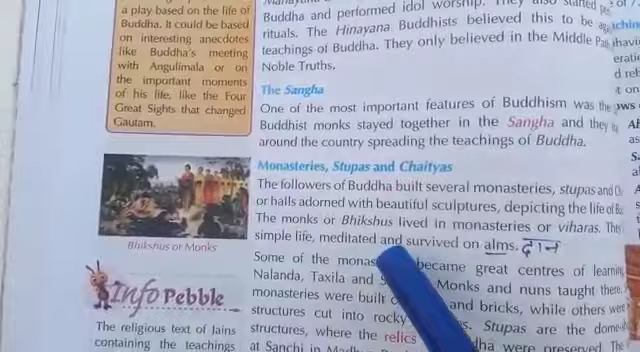 a play based on the life of
Buddha. It could be based
on interesting anecdotes
like Buddha's meeting
with Angulimala or on
the important moments
of his life, like the Four
Great Sights that changed
Gautam.
Buddha and performed idol worship. They also started
rituals. The Hinayana Buddhists believed this to be
teachings of Buddha. They only believed in the Middle
Noble Truths.
The Sangha
One of the most important features of Buddhism was the
Buddhist monks stayed together in the Sangha and they
around the country spreading the teachings of Buddha.
Monasteries, Stupas and Chaityas
The followers of Buddha built several monasteries, stupas and
or halls adorned with beautiful sculptures, depicting the life of
The monks or Bhikshus lived in monasteries or viharas. They
simple life, meditated and survived on alms. दान
Some of the became great centres of learning
Nalanda, Taxila and Monks and nuns taught there.
monasteries were built and bricks, while others were
structures cut into rocky Stupas are the
structures, where the relics were preserved. The
at Sanchi in
Bhikshus or Monks
Info Pebble
The religious text of Jains
containing the teachings